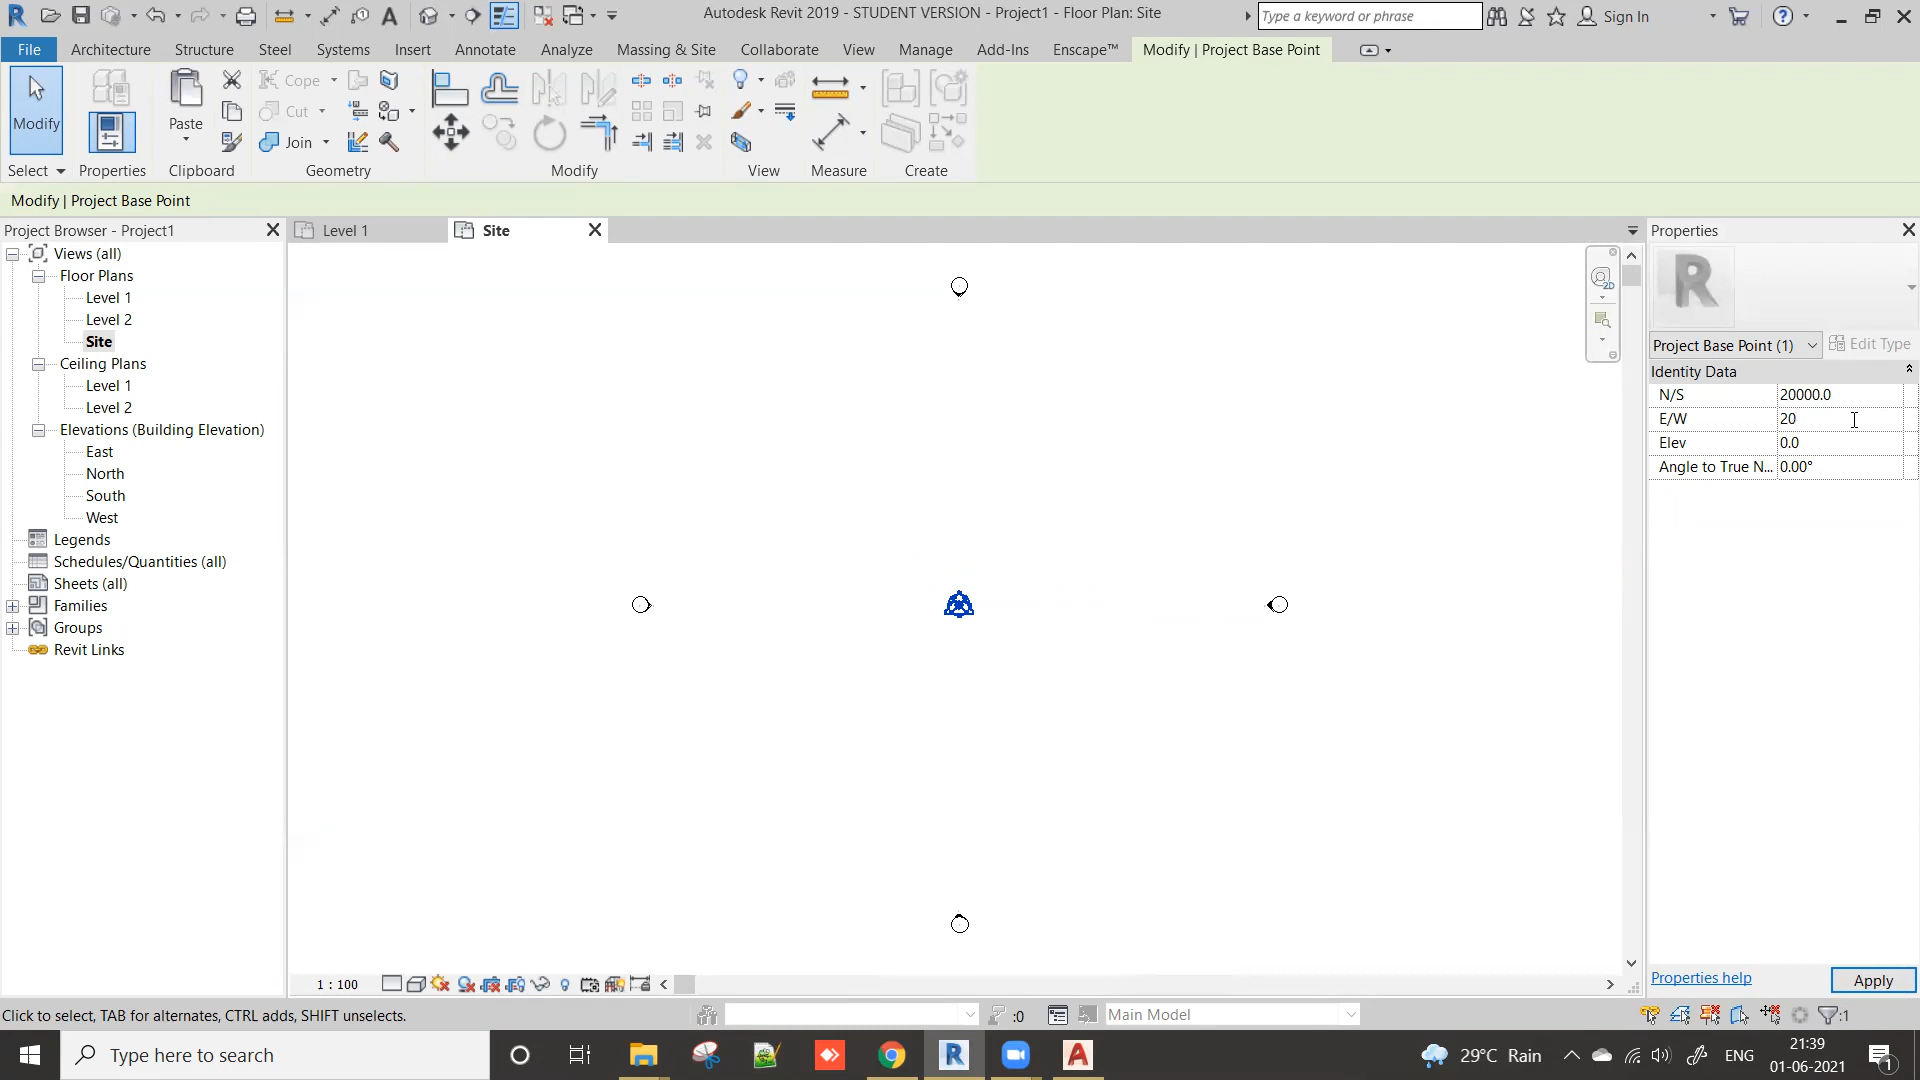 Autodesk Revit 2019 - STUDENT VERSION - Project1 - Floor Plan: Site
Type a keyword or phrase
Sign In
File Architecture Structure Steel Systems Insert Annotate Analyze Massing & Site Collaborate View Manage Add-Ins Enscape™ Modify | Project Base Point
Modify
Paste
Cope
Cut
Join
Select Properties Clipboard Geometry Modify View Measure Create
Modify | Project Base Point
Project Browser - Project1
Level 1
Site
Properties
Views (all)
Floor Plans
Level 1
Level 2
Site
Ceiling Plans
Level 1
Level 2
Elevations (Building Elevation)
East
North
South
West
Legends
Schedules/Quantities (all)
Sheets (all)
Families
Groups
Revit Links
2D
Project Base Point (1) Edit Type
Identity Data
N/S 20000.0
E/W 20
Elev 0.0
Angle to True N... 0.00°
Properties help
Apply
1 : 100
Click to select, TAB for alternates, CTRL adds, SHIFT unselects.
:0
Main Model
:1
Type here to search
29°C Rain
ENG
21:39
01-06-2021
1